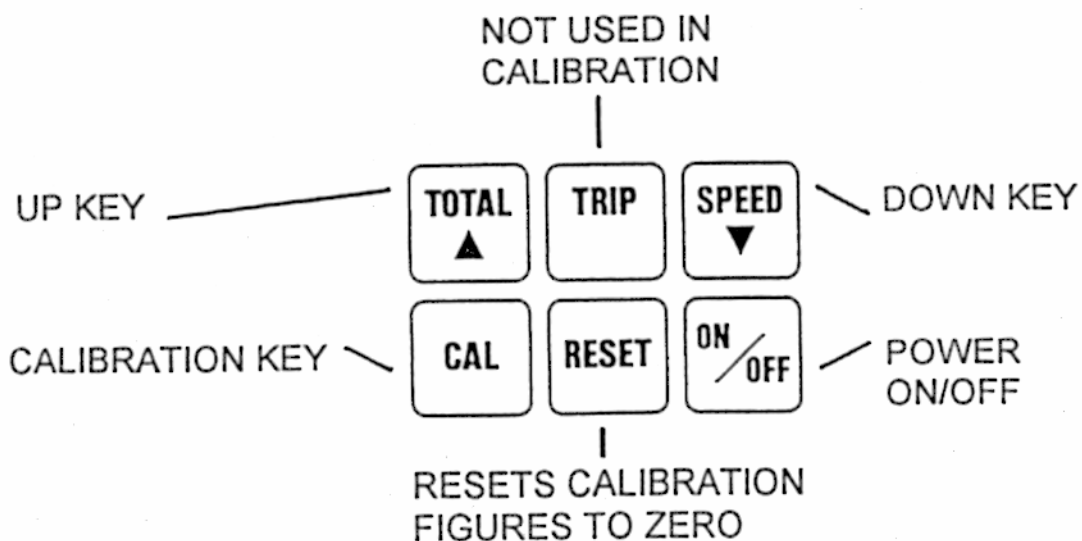 NOT USED IN
CALIBRATION
UP KEY
TOTAL
▲
TRIP
SPEED
▼
DOWN KEY
CALIBRATION KEY
CAL
RESET
ON/OFF
POWER
ON/OFF
RESETS CALIBRATION
FIGURES TO ZERO